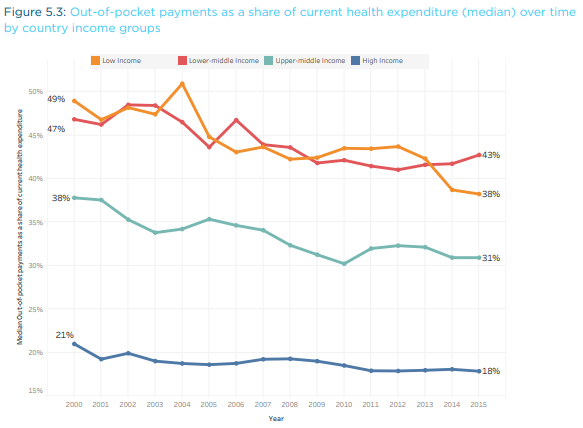 Figure 5.3: Out-of-pocket payments as a share of current health expenditure (median) over time
by country income groups
Low Income Lower-middle Income Upper-middle Income High Income
Median Out-of-pocket payments as a share of current health expenditure
50%
45%
40%
35%
30%
25%
20%
15%
49%
47%
38%
21%
43%
38%
31%
18%
2000 2001 2002 2003 2004 2005 2006 2007 2008 2009 2010 2011 2012 2013 2014 2015
Year